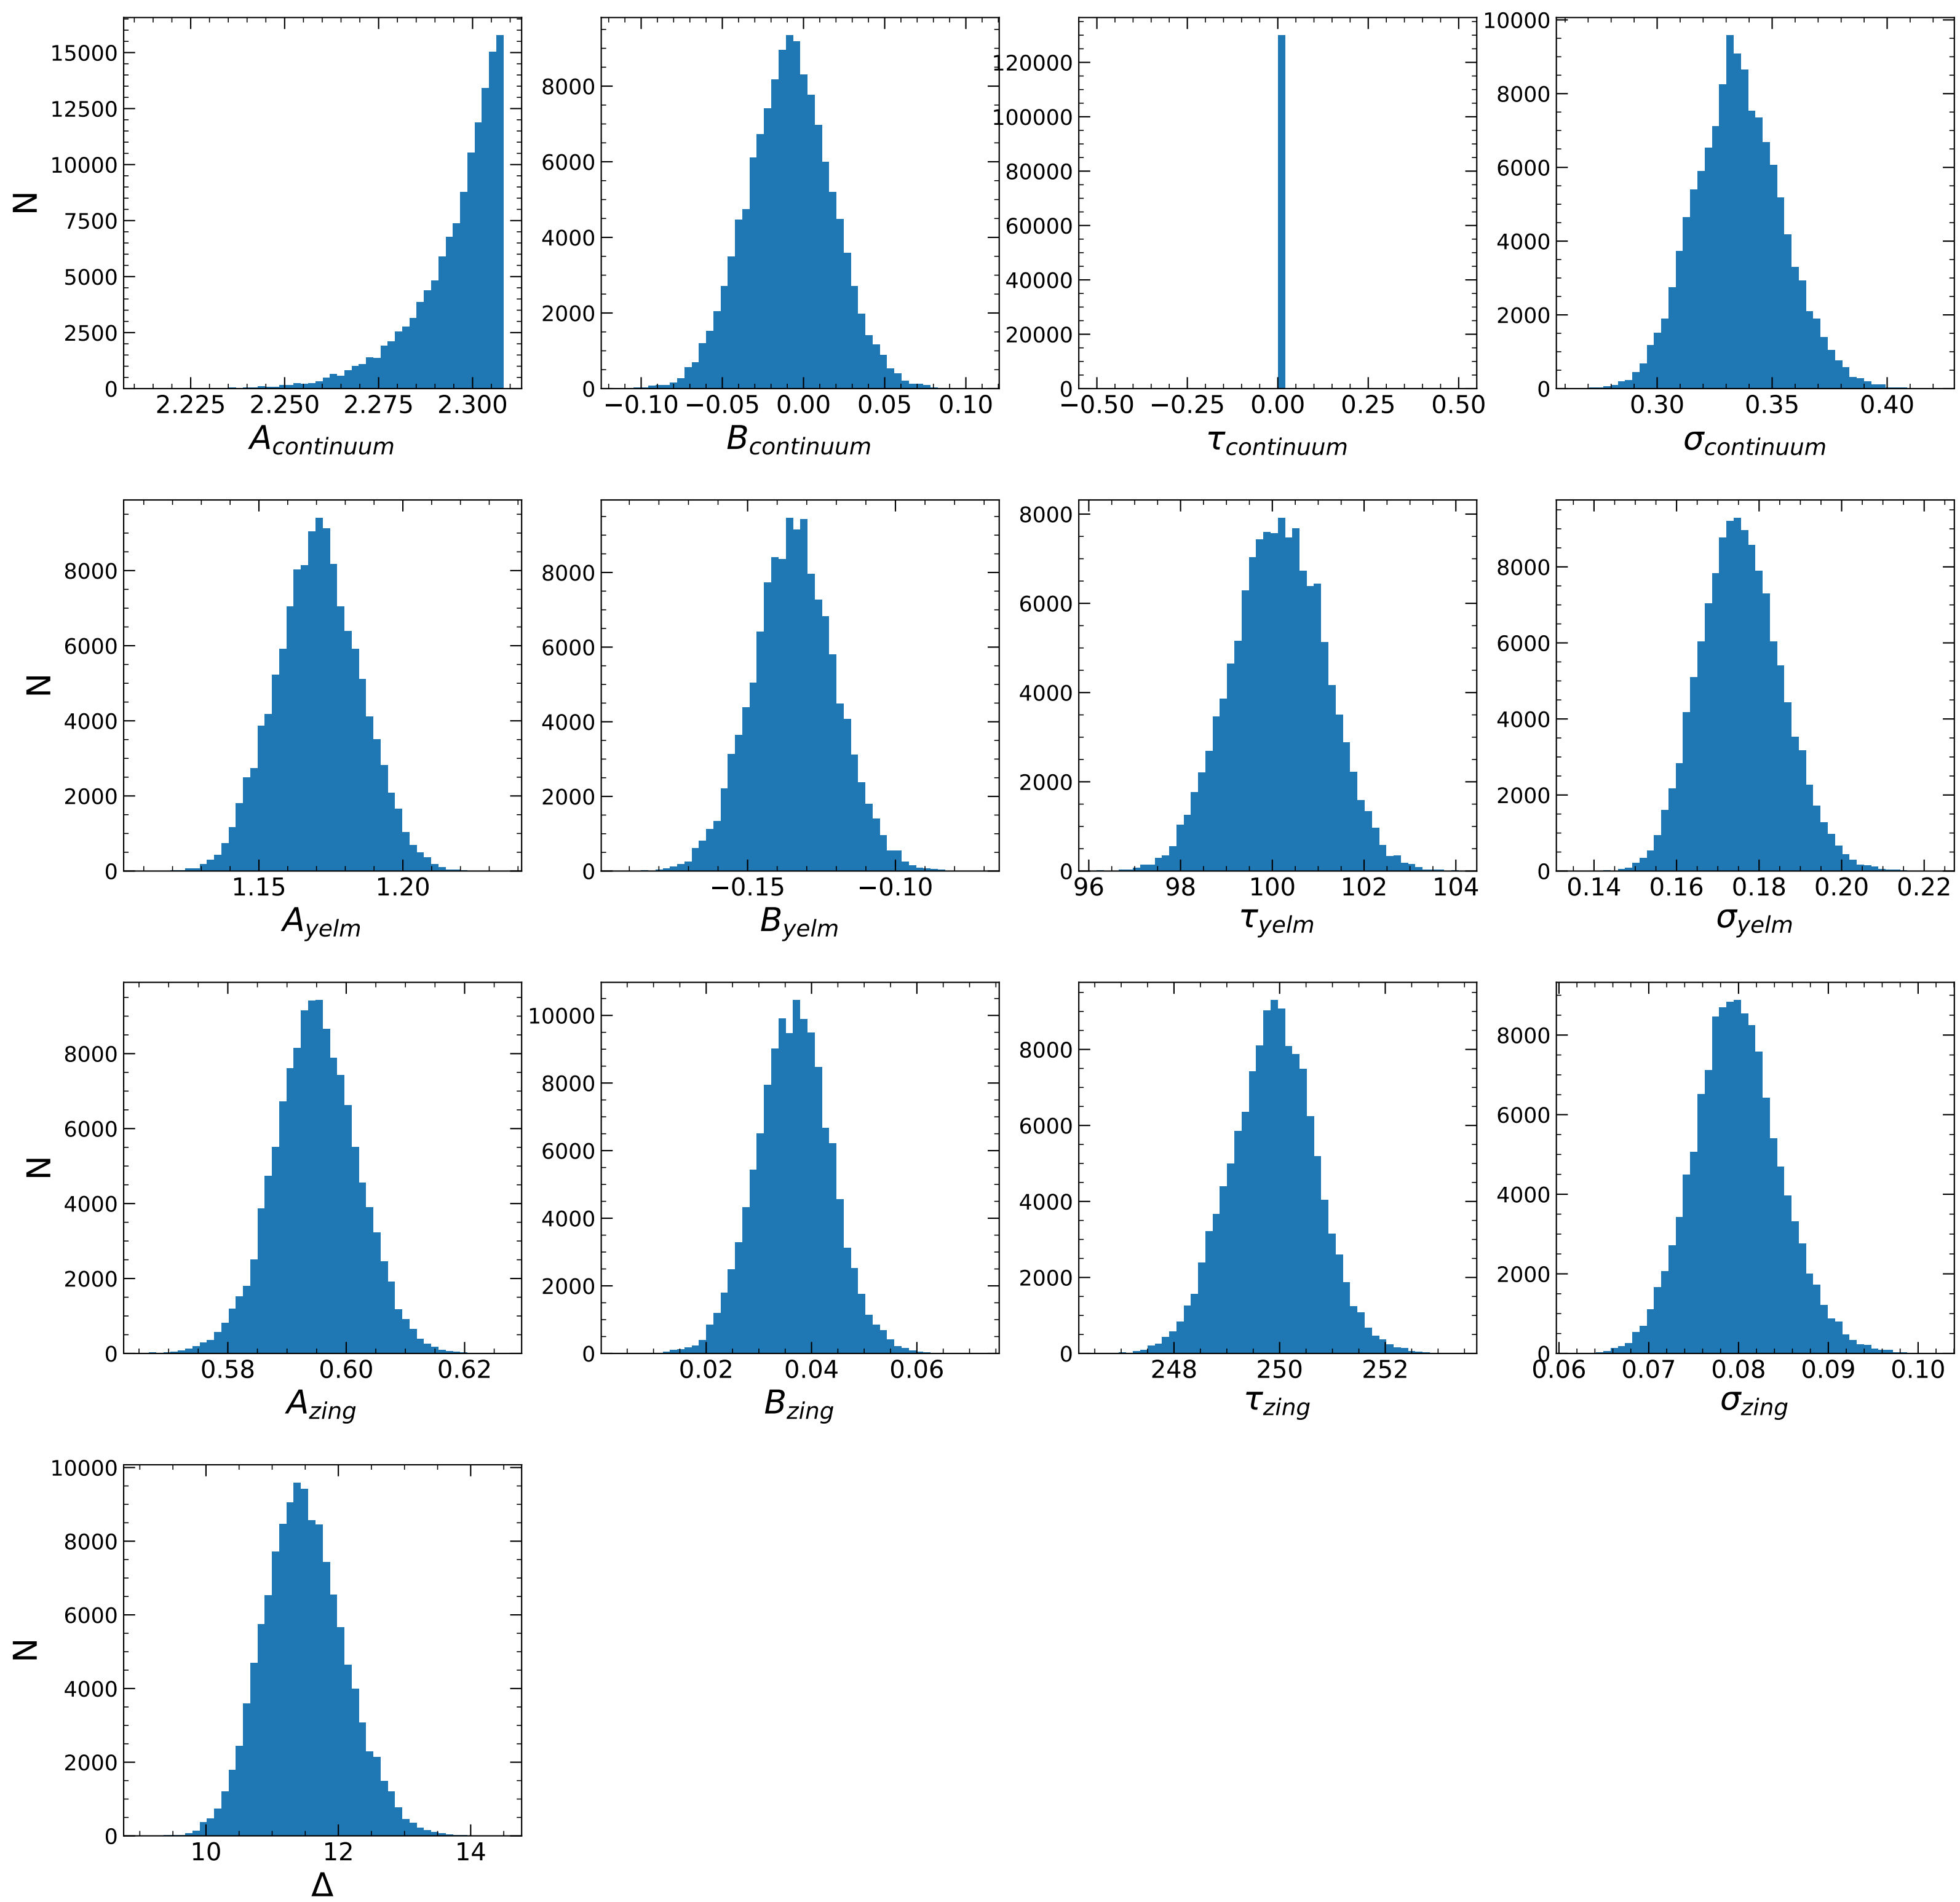 N
15000
12500
10000
7500
5000
2500
0
2.225 2.250 2.275 2.300
A_continuum
8000
6000
4000
2000
0
−0.10 −0.05 0.00 0.05 0.10
B_continuum
120000
100000
80000
60000
40000
20000
0
−0.50 −0.25 0.00 0.25 0.50
τ_continuum
10000
8000
6000
4000
2000
0
0.30 0.35 0.40
σ_continuum
N
8000
6000
4000
2000
0
1.15 1.20
A_yelm
8000
6000
4000
2000
0
−0.15 −0.10
B_yelm
8000
6000
4000
2000
0
96 98 100 102 104
τ_yelm
8000
6000
4000
2000
0
0.14 0.16 0.18 0.20 0.22
σ_yelm
N
8000
6000
4000
2000
0
0.58 0.60 0.62
A_zing
10000
8000
6000
4000
2000
0
0.02 0.04 0.06
B_zing
8000
6000
4000
2000
0
248 250 252
τ_zing
8000
6000
4000
2000
0
0.06 0.07 0.08 0.09 0.10
σ_zing
N
10000
8000
6000
4000
2000
0
10 12 14
Δ